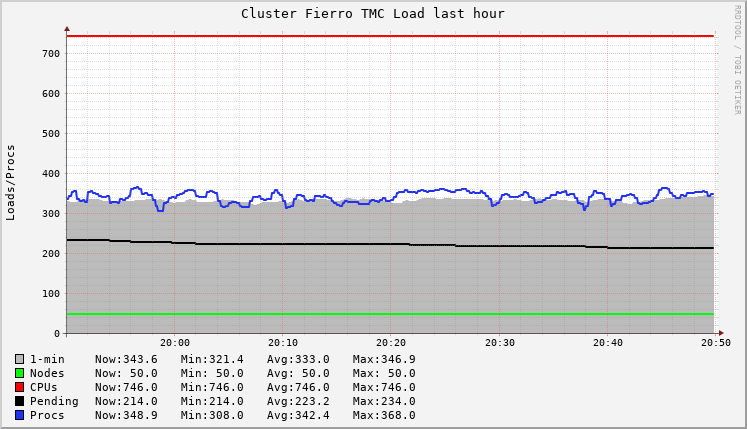 Cluster Fierro TMC Load last hour
RRDTOOL / TOBI OETIKER
Loads/Procs
700
600
500
400
300
200
100
0
20:00 20:10 20:20 20:30 20:40 20:50
1-min Now:343.6 Min:321.4 Avg:333.0 Max:346.9
Nodes Now: 50.0 Min: 50.0 Avg: 50.0 Max: 50.0
CPUs Now:746.0 Min:746.0 Avg:746.0 Max:746.0
Pending Now:214.0 Min:214.0 Avg:223.2 Max:234.0
Procs Now:348.9 Min:308.0 Avg:342.4 Max:368.0